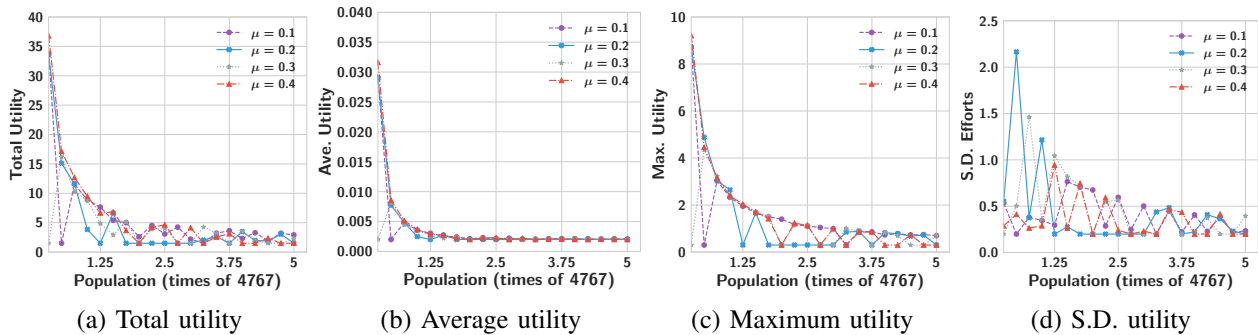 Total Utility
40
35
30
25
20
15
10
5
0
μ = 0.1
μ = 0.2
μ = 0.3
μ = 0.4
1.25 2.5 3.75 5
Population (times of 4767)
(a) Total utility
Ave. Utility
0.040
0.035
0.030
0.025
0.020
0.015
0.010
0.005
0.000
μ = 0.1
μ = 0.2
μ = 0.3
μ = 0.4
1.25 2.5 3.75 5
Population (times of 4767)
(b) Average utility
Max. Utility
10
8
6
4
2
0
μ = 0.1
μ = 0.2
μ = 0.3
μ = 0.4
1.25 2.5 3.75 5
Population (times of 4767)
(c) Maximum utility
S.D. Efforts
2.5
2.0
1.5
1.0
0.5
0.0
μ = 0.1
μ = 0.2
μ = 0.3
μ = 0.4
1.25 2.5 3.75 5
Population (times of 4767)
(d) S.D. utility